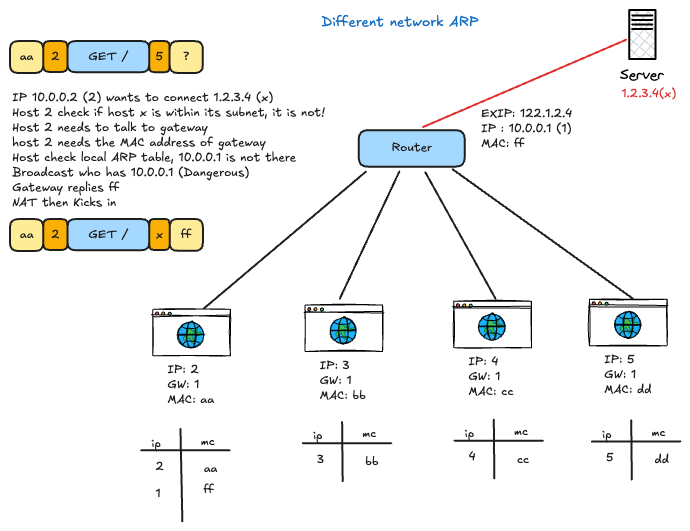 Different network ARP
aa 2 GET / 5 ?
Server
1.2.3.4(x)
IP 10.0.0.2 (2) wants to connect 1.2.3.4 (x)
Host 2 check if host x is within its subnet, it is not!
Host 2 needs to talk to gateway
host 2 needs the MAC address of gateway
Host check local ARP table, 10.0.0.1 is not there
Broadcast who has 10.0.0.1 (Dangerous)
Gateway replies ff
NAT then Kicks in
EXIP: 122.1.2.4
IP : 10.0.0.1 (1)
MAC: ff
Router
aa 2 GET / x ff
IP: 2
GW: 1
MAC: aa
IP: 3
GW: 1
MAC: bb
IP: 4
GW: 1
MAC: cc
IP: 5
GW: 1
MAC: dd
ip mc
2 aa
1 ff
ip mc
3 bb
ip mc
4 cc
ip mc
5 dd